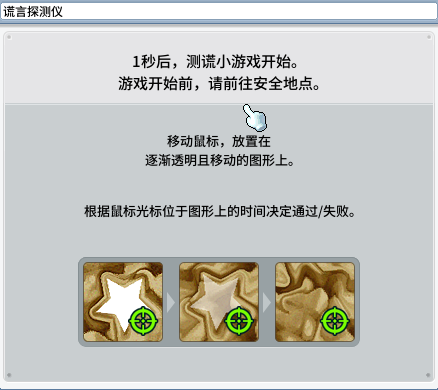 谎言探测仪
1秒后，测谎小游戏开始。
游戏开始前，请前往安全地点。
移动鼠标，放置在
逐渐透明且移动的图形上。
根据鼠标光标位于图形上的时间决定通过/失败。